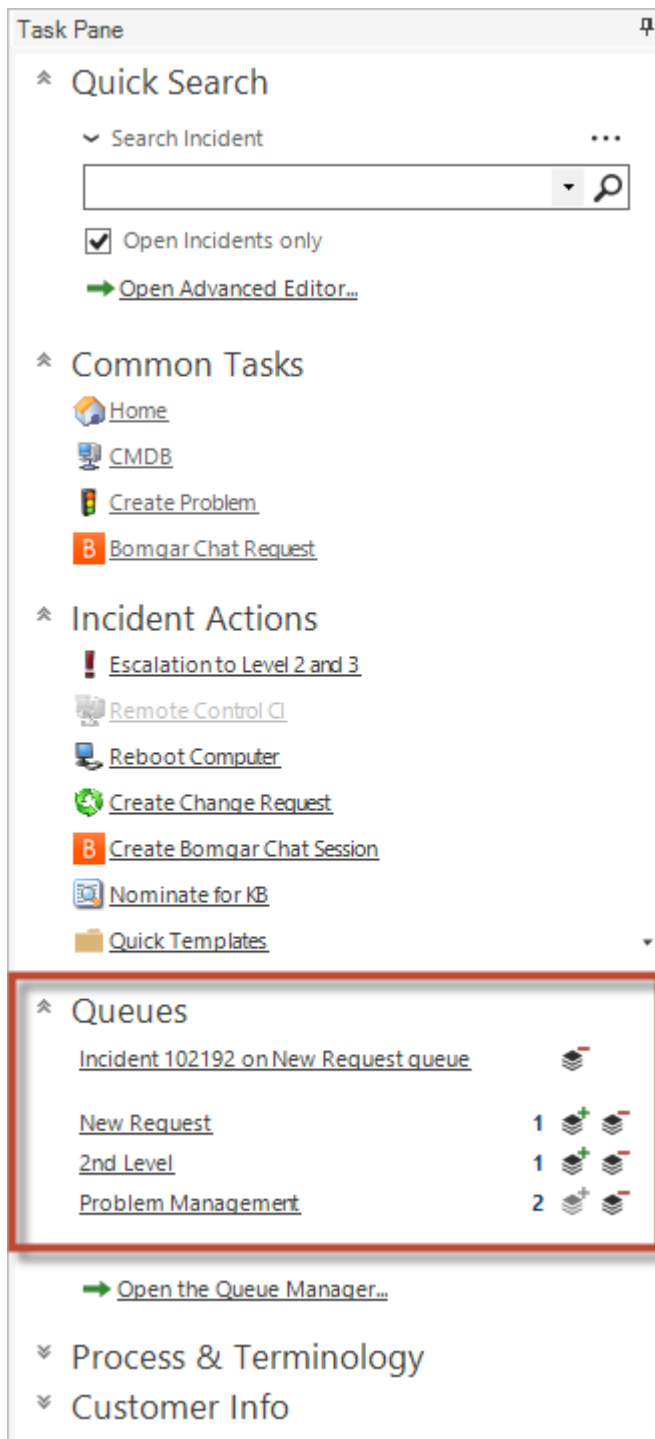 Task Pane
Quick Search
Search Incident
Open Incidents only
Open Advanced Editor...
Common Tasks
Home
CMDB
Create Problem
B Bomgar Chat Request
Incident Actions
Escalation to Level 2 and 3
Remote Control CI
Reboot Computer
Create Change Request
B Create Bomgar Chat Session
Nominate for KB
Quick Templates
Queues
Incident 102192 on New Request queue
New Request 1
2nd Level 1
Problem Management 2
Open the Queue Manager...
Process & Terminology
Customer Info